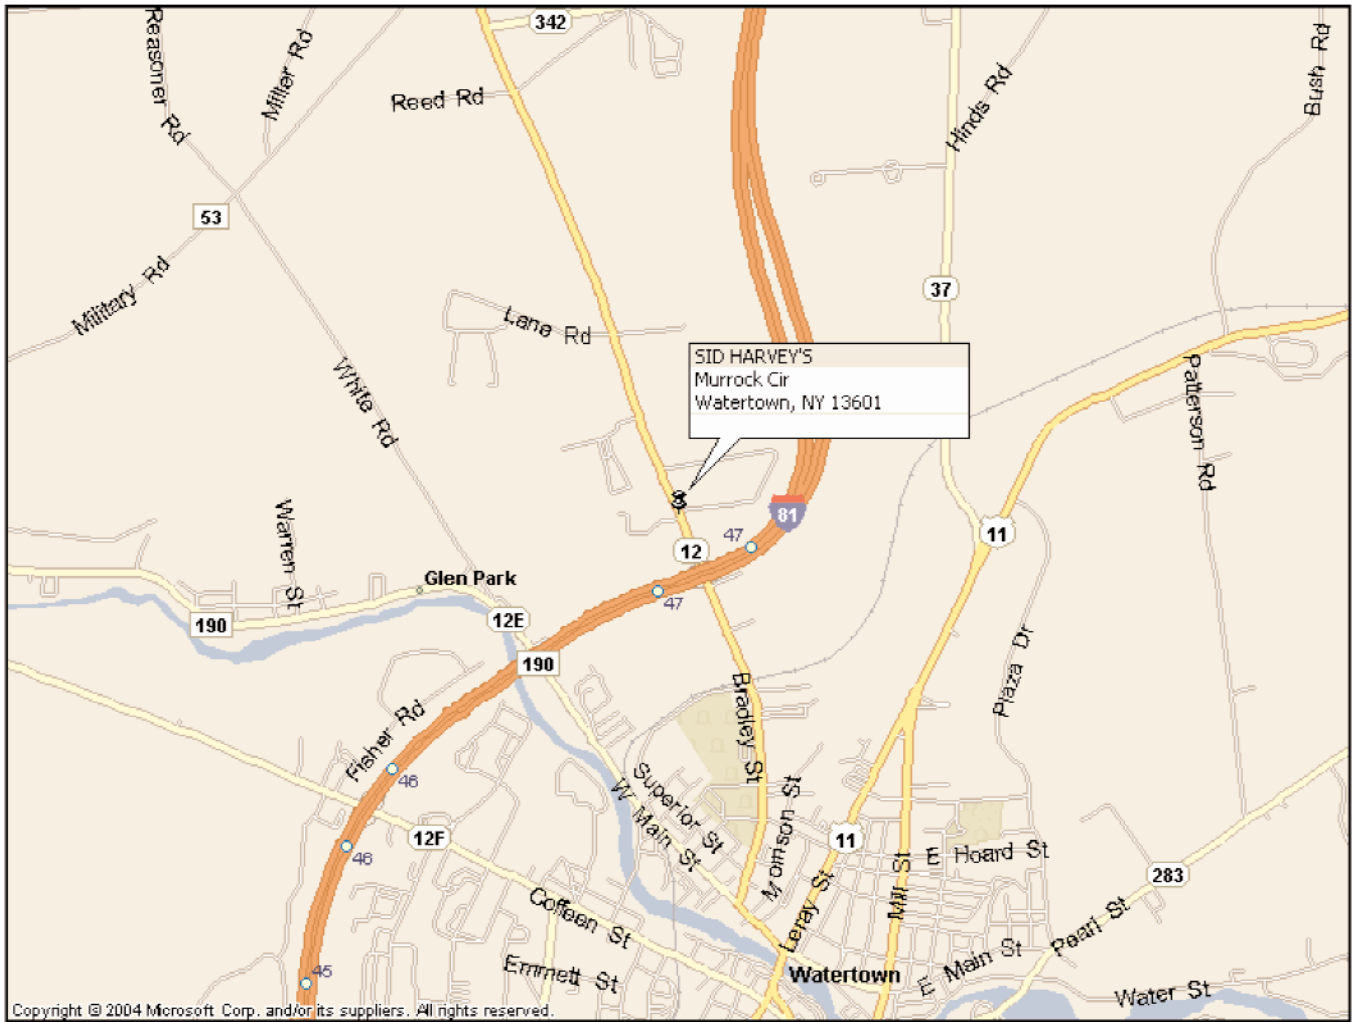 342
Reasoner Rd
Miller Rd
Reed Rd
Hinds Rd
Bush Rd
53
Military Rd
37
Lana Rd
SID HARVEY'S
Murrock Cir
Watertown, NY 13601
White Rd
Patterson Rd
Warren St
81
47
12
11
Glen Park
47
12E
190
190
Plaza Dr
Bradley St
Fisher Rd
46
Superior St
W Main St
Morrison St
12F
46
11
E Hoard St
283
Mill St
Leray St
Coffeen St
Pearl St
E Main St
Emmett St
Watertown
45
Water St
Copyright © 2004 Microsoft Corp. and/or its suppliers. All rights reserved.